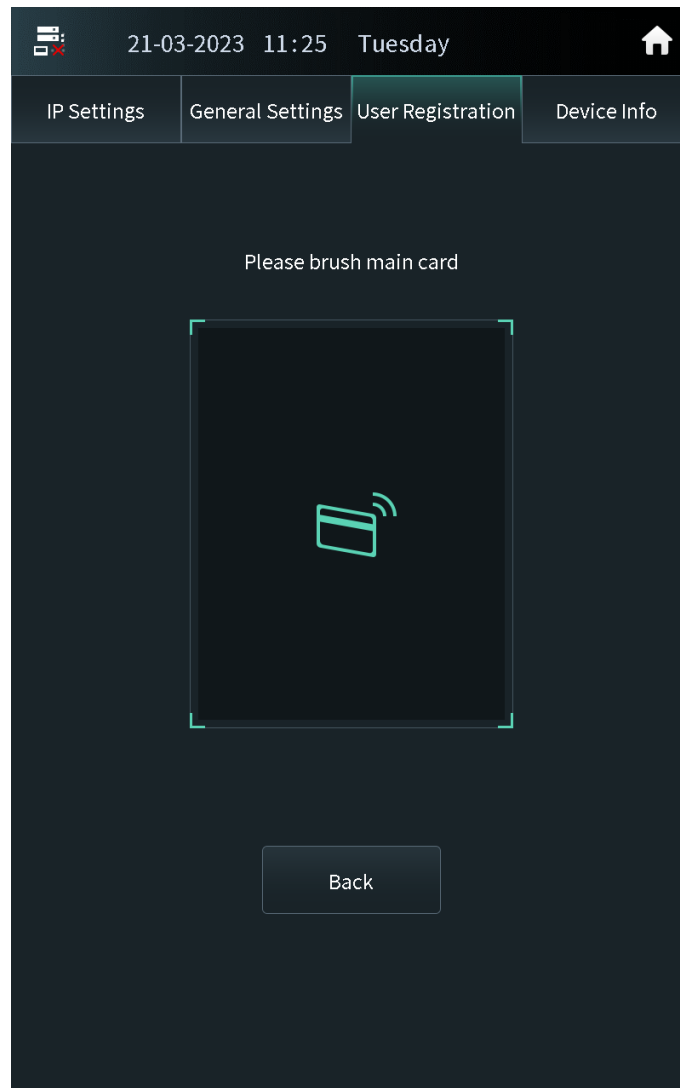 21-03-2023 11:25 Tuesday
IP Settings General Settings User Registration Device Info
Please brush main card
Back